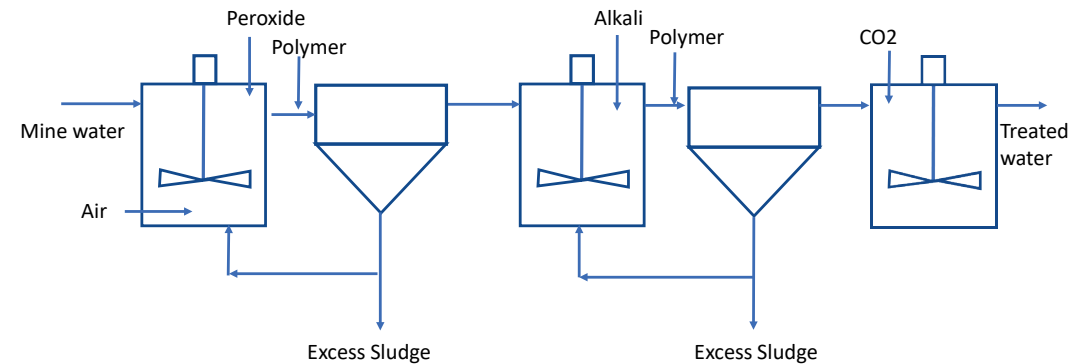 Peroxide
Polymer
Alkali
Polymer
CO2
Mine water
Treated
water
Air
Excess Sludge
Excess Sludge